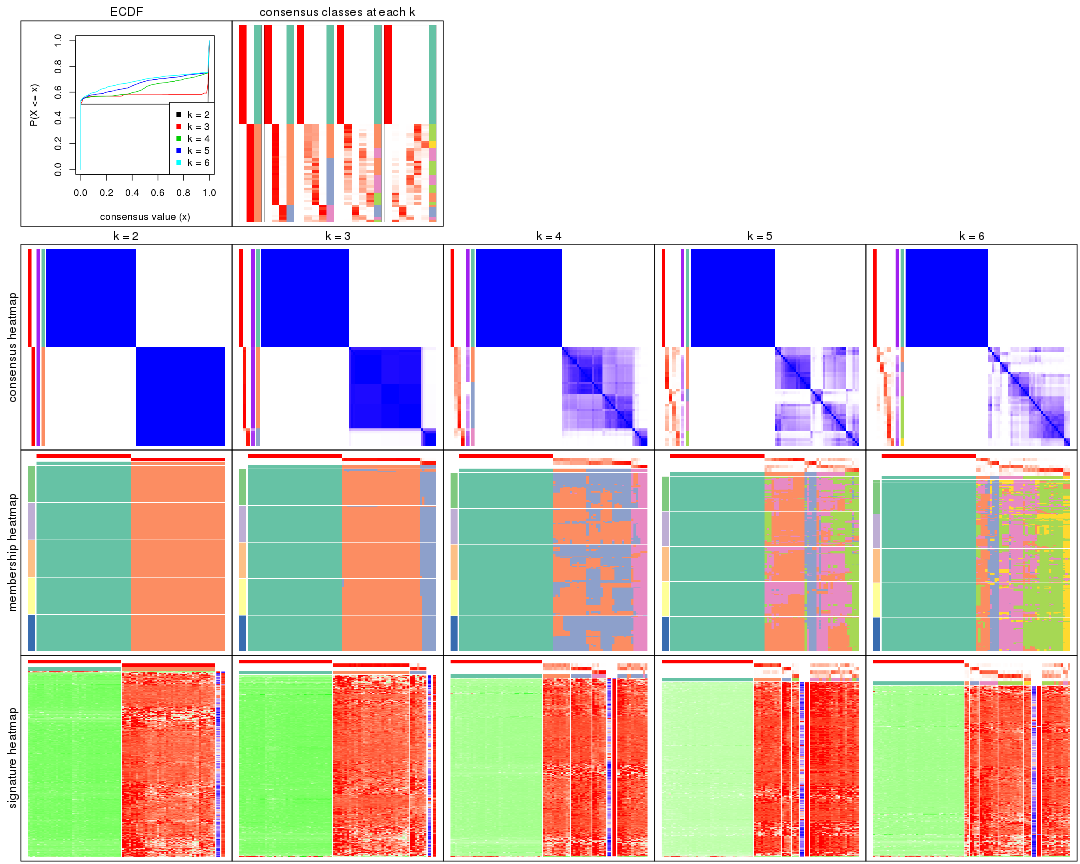 ECDF
consensus classes at each k
P(X <= x)
0.0 0.2 0.4 0.6 0.8 1.0
k = 2
k = 3
k = 4
k = 5
k = 6
0.0 0.2 0.4 0.6 0.8 1.0
consensus value (x)
k = 2
k = 3
k = 4
k = 5
k = 6
consensus heatmap
membership heatmap
signature heatmap